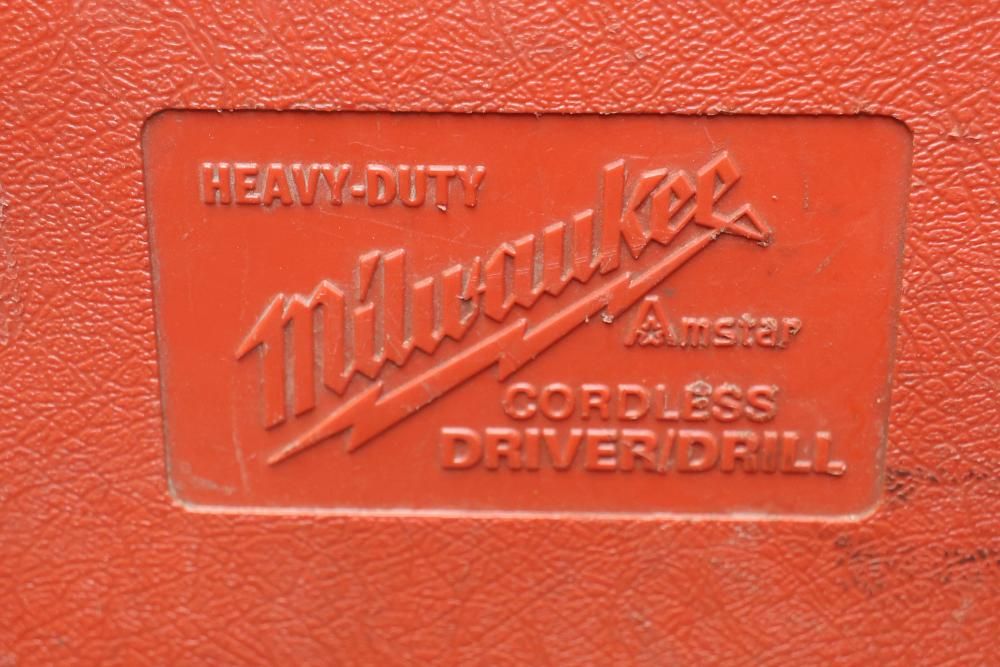 HEAVY-DUTY
Milwaukee
Amstar
CORDLESS
DRIVER/DRILL